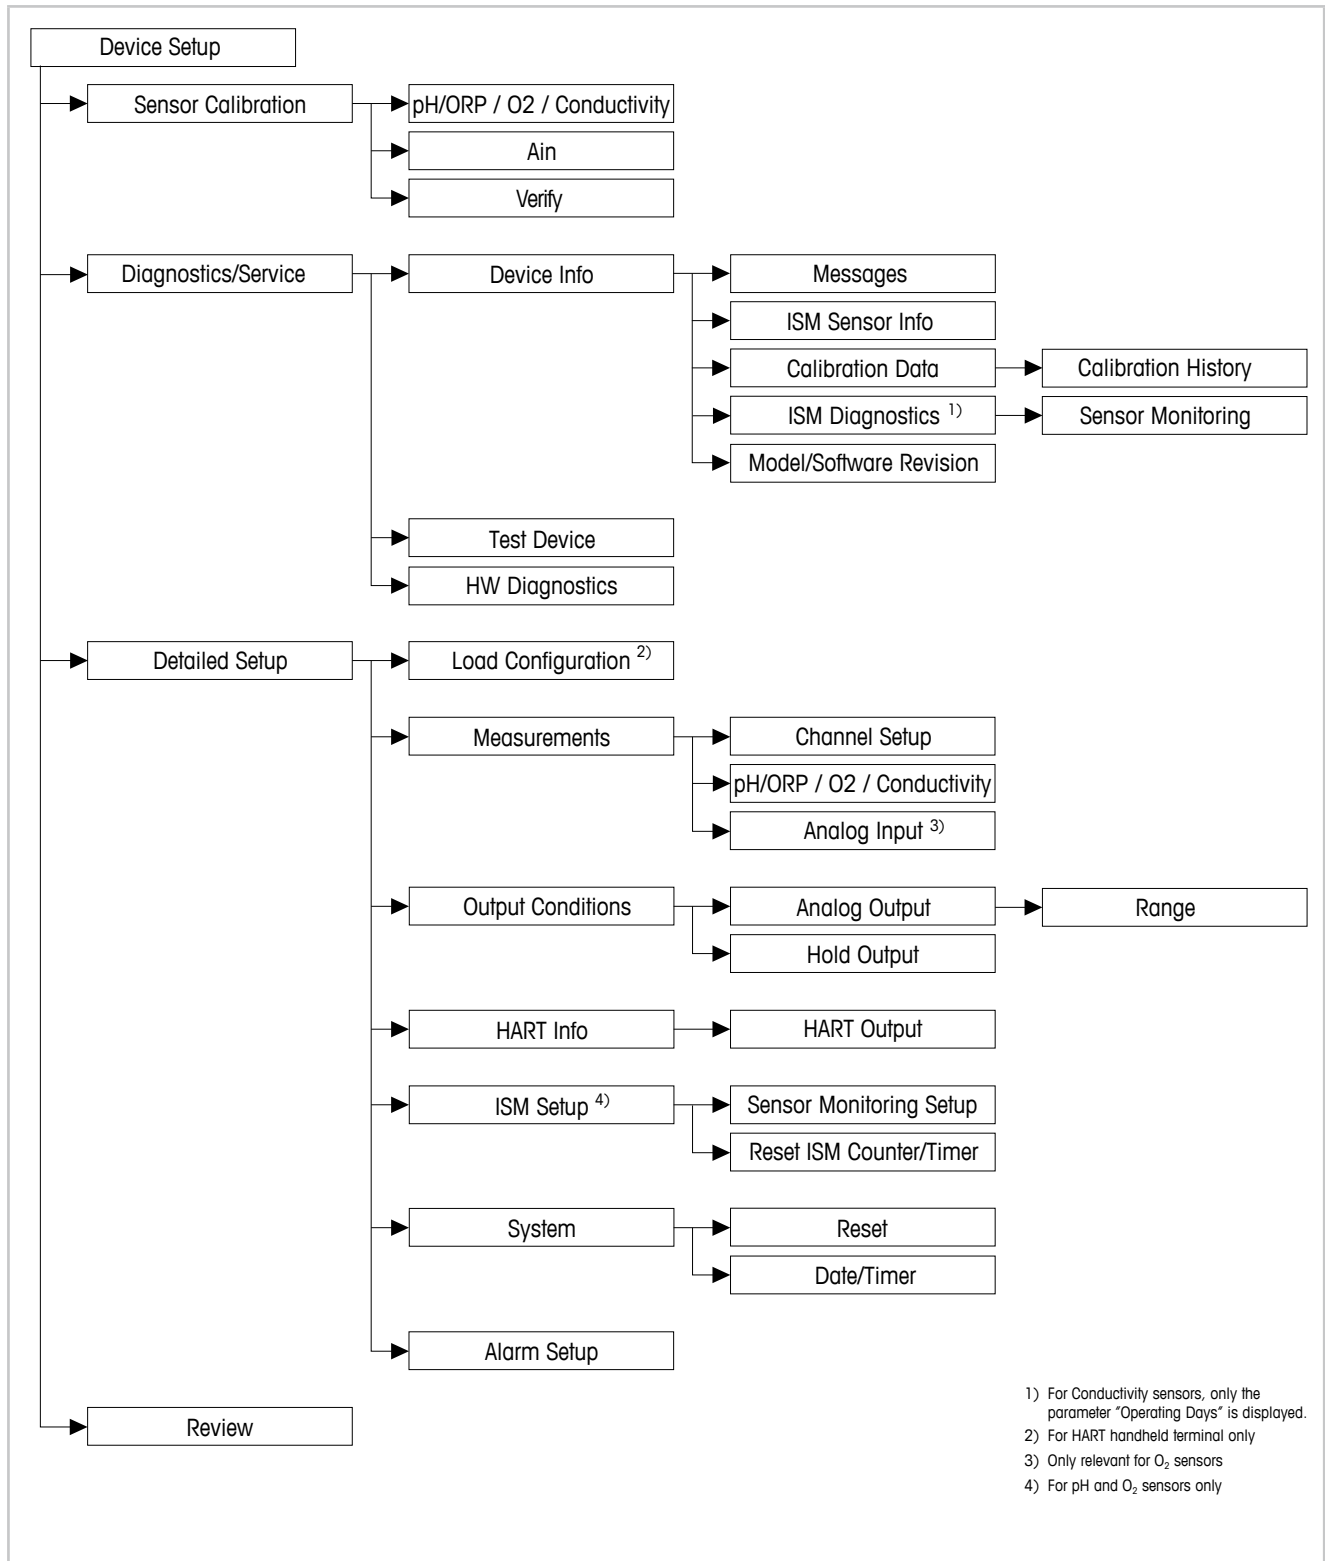 Device Setup
Sensor Calibration
pH/ORP / O2 / Conductivity
Ain
Verify
Diagnostics/Service
Device Info
Messages
ISM Sensor Info
Calibration Data
Calibration History
ISM Diagnostics 1)
Sensor Monitoring
Model/Software Revision
Test Device
HW Diagnostics
Detailed Setup
Load Configuration 2)
Measurements
Channel Setup
pH/ORP / O2 / Conductivity
Analog Input 3)
Output Conditions
Analog Output
Range
Hold Output
HART Info
HART Output
ISM Setup 4)
Sensor Monitoring Setup
Reset ISM Counter/Timer
System
Reset
Date/Timer
Alarm Setup
Review
1) For Conductivity sensors, only the
parameter "Operating Days" is displayed.
2) For HART handheld terminal only
3) Only relevant for O2 sensors
4) For pH and O2 sensors only